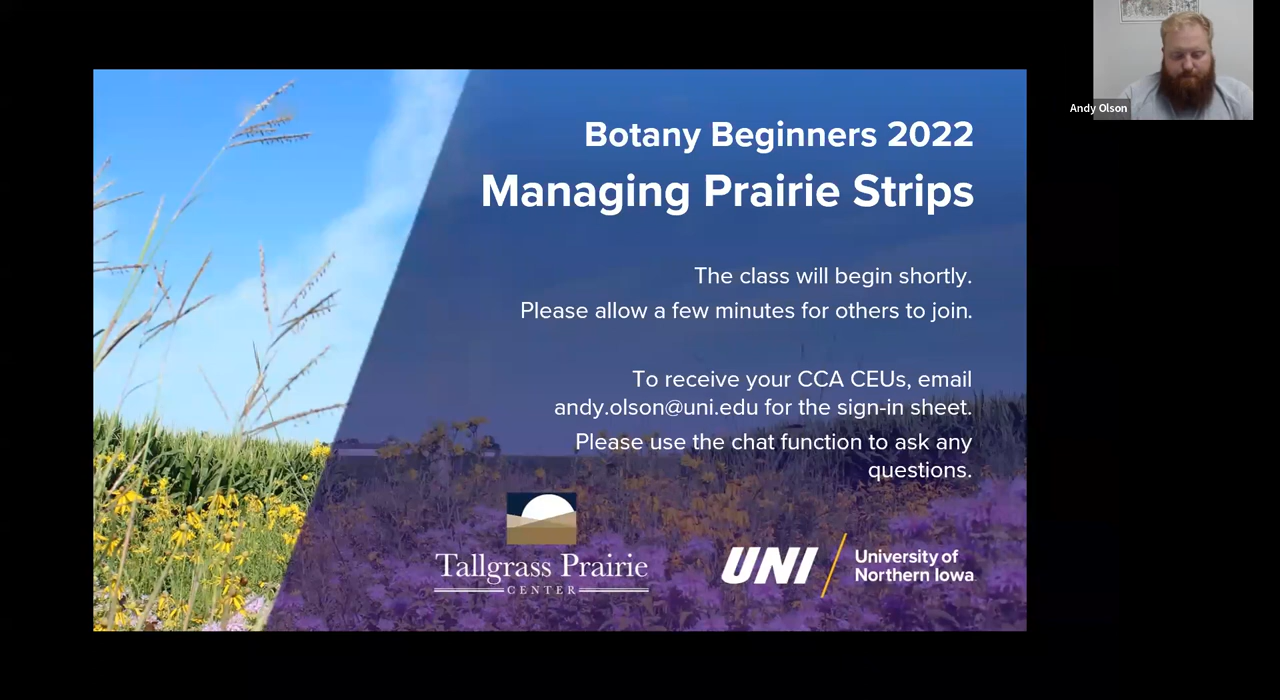 Andy Olson
Botany Beginners 2022
Managing Prairie Strips
The class will begin shortly.
Please allow a few minutes for others to join.
To receive your CCA CEUs, email
andy.olson@uni.edu for the sign-in sheet.
Please use the chat function to ask any
questions.
Tallgrass Prairie
CENTER
UNI
University of
Northern Iowa